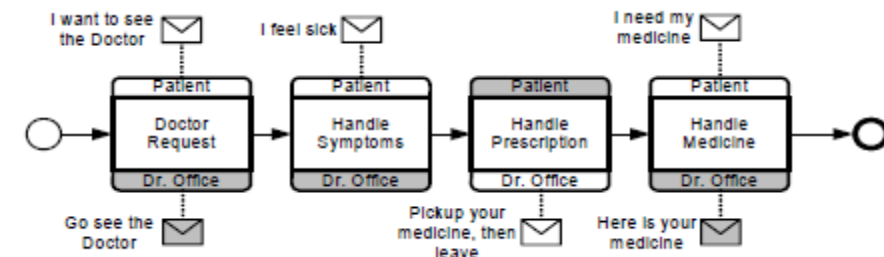 I want to see
the Doctor
I feel sick
I need my
medicine
Patient
Patient
Patient
Patient
Doctor
Request
Handle
Symptoms
Handle
Prescription
Handle
Medicine
Dr. Office
Dr. Office
Dr. Office
Dr. Office
Go see the
Doctor
Pickup your
medicine, then
leave
Here is your
medicine